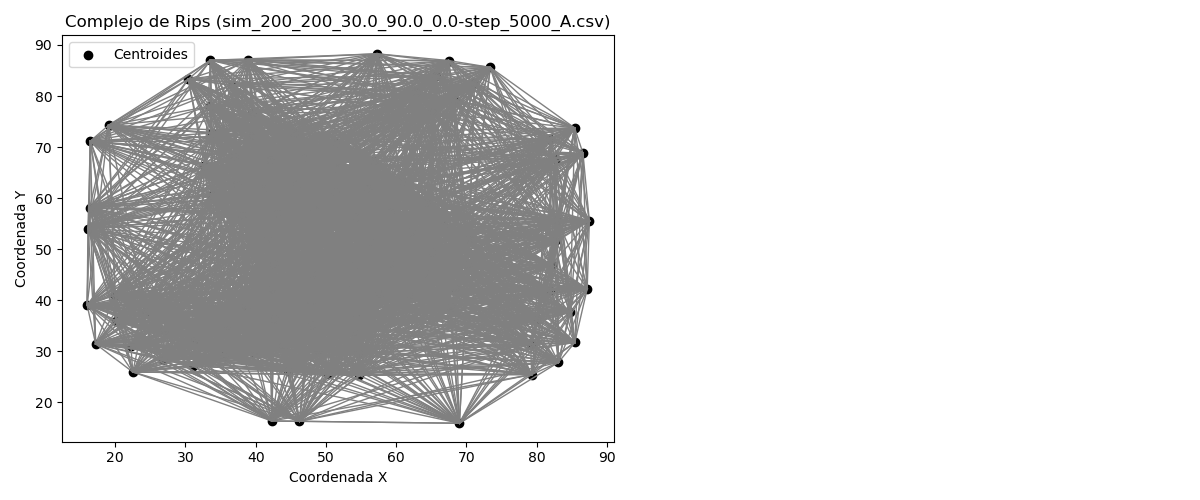 Complejo de Rips (sim_200_200_30.0_90.0_0.0-step_5000_A.csv)
Centroides
90
80
70
60
50
40
30
20
Coordenada Y
20 30 40 50 60 70 80 90
Coordenada X